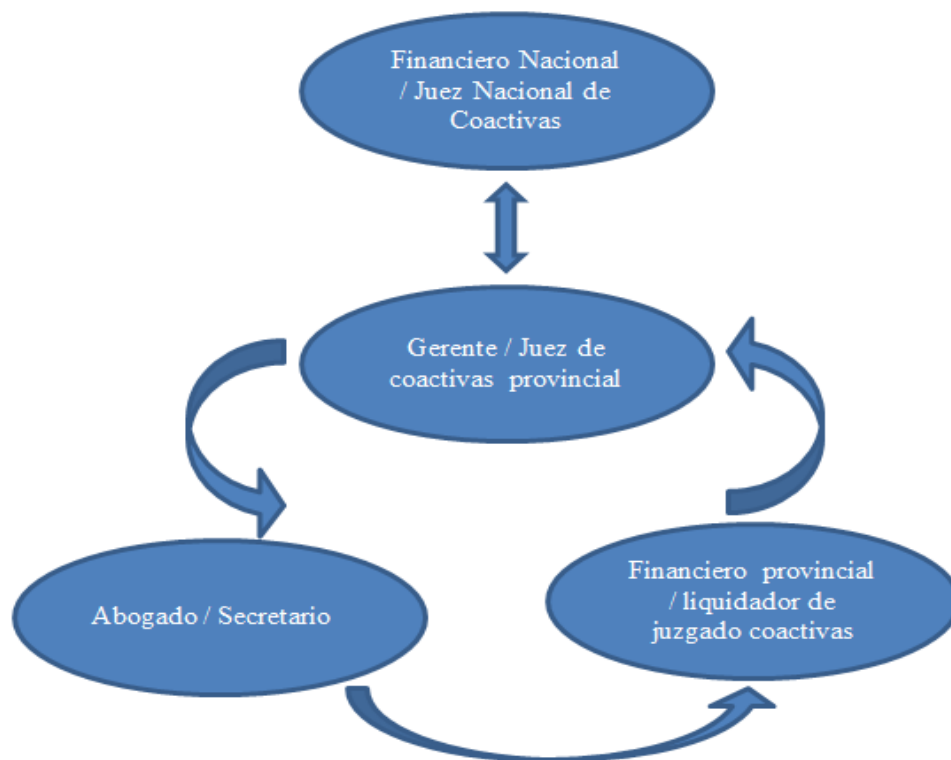 Financiero Nacional
/ Juez Nacional de
Coactivas
Gerente / Juez de
coactivas provincial
Abogado / Secretario
Financiero provincial
/ liquidador de
juzgado coactivas